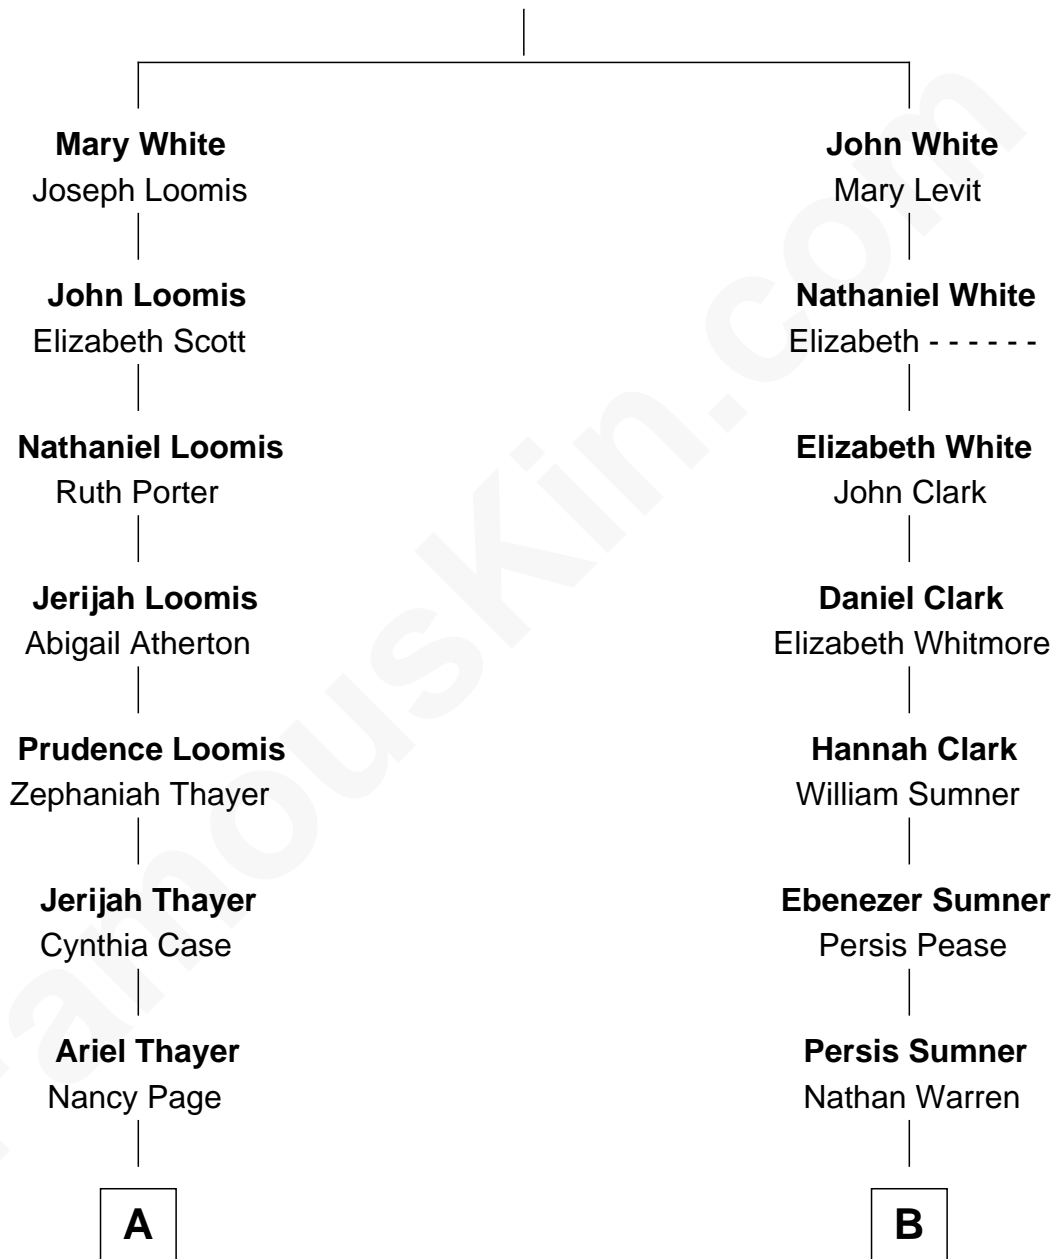 Mary White
Joseph Loomis
John Loomis
Elizabeth Scott
Nathaniel Loomis
Ruth Porter
Jerijah Loomis
Abigail Atherton
Prudence Loomis
Zephaniah Thayer
Jerijah Thayer
Cynthia Case
Ariel Thayer
Nancy Page
A
John White
Mary Levit
Nathaniel White
Elizabeth - - - - - -
Elizabeth White
John Clark
Daniel Clark
Elizabeth Whitmore
Hannah Clark
William Sumner
Ebenezer Sumner
Persis Pease
Persis Sumner
Nathan Warren
B
FamousKin.com